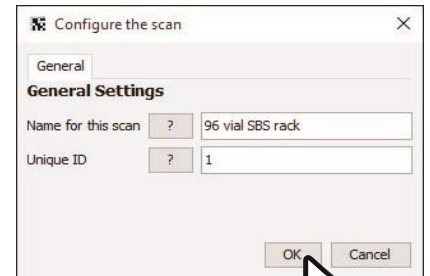 Configure the scan
General
General Settings
Name for this scan ? 96 vial SBS rack
Unique ID ? 1
OK Cancel